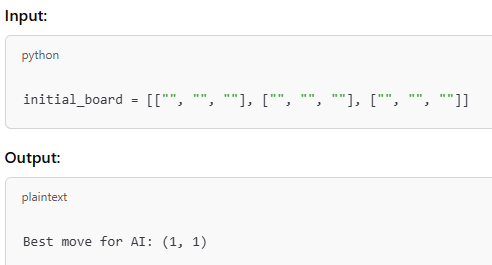 Input:
python
initial_board = [["", "", ""], ["", "", ""], ["", "", ""]]
Output:
plaintext
Best move for AI: (1, 1)